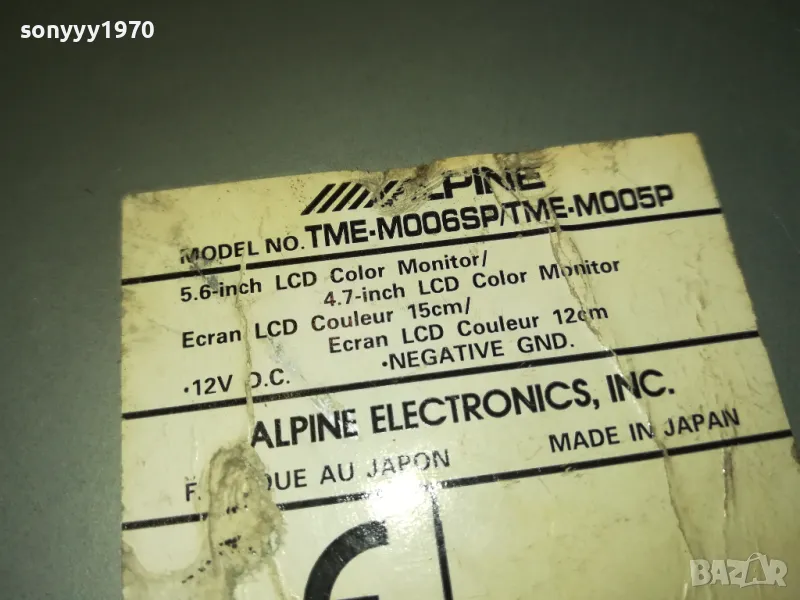 sonyyy1970
ALPINE
MODEL NO. TME-M006SP/TME-M005P
5.6-inch LCD Color Monitor/
4.7-inch LCD Color Monitor
Ecran LCD Couleur 15cm/
Ecran LCD Couleur 12cm
·12V D.C. ·NEGATIVE GND.
ALPINE ELECTRONICS, INC.
AU JAPON MADE IN JAPAN
BAZAR